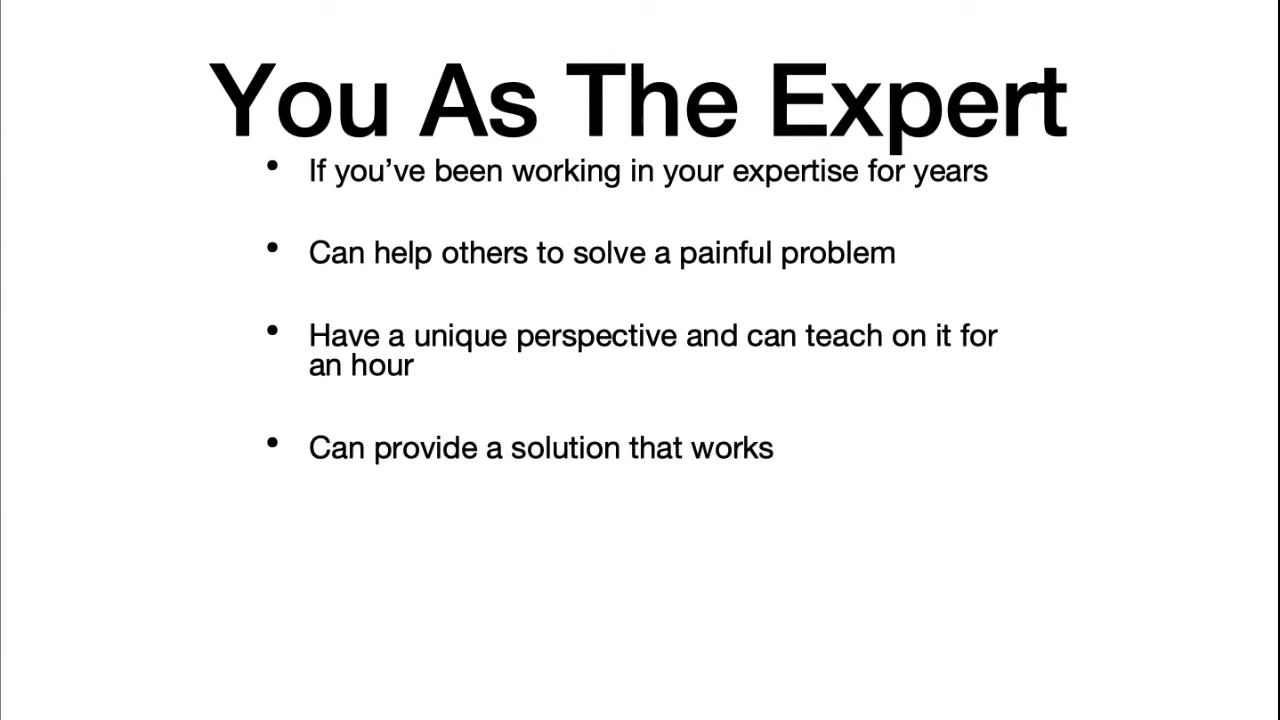 You As The Expert
• If you’ve been working in your expertise for years
• Can help others to solve a painful problem
• Have a unique perspective and can teach on it for
an hour
• Can provide a solution that works